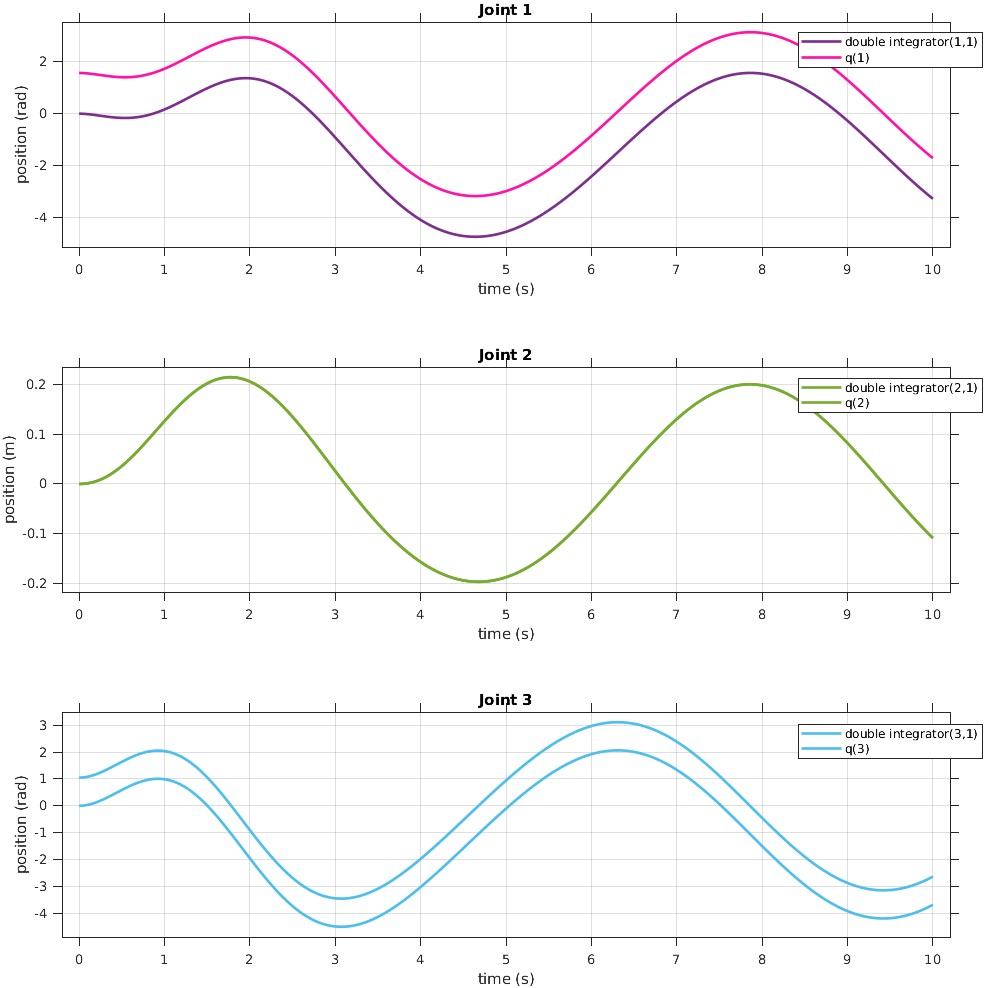 Joint 1
double integrator(1,1)
q(1)
2
0
-2
-4
position (rad)
0 1 2 3 4 5 6 7 8 9 10
time (s)
Joint 2
double integrator(2,1)
q(2)
0.2
0.1
0
-0.1
-0.2
position (m)
0 1 2 3 4 5 6 7 8 9 10
time (s)
Joint 3
double integrator(3,1)
q(3)
3
2
1
0
-1
-2
-3
-4
position (rad)
0 1 2 3 4 5 6 7 8 9 10
time (s)